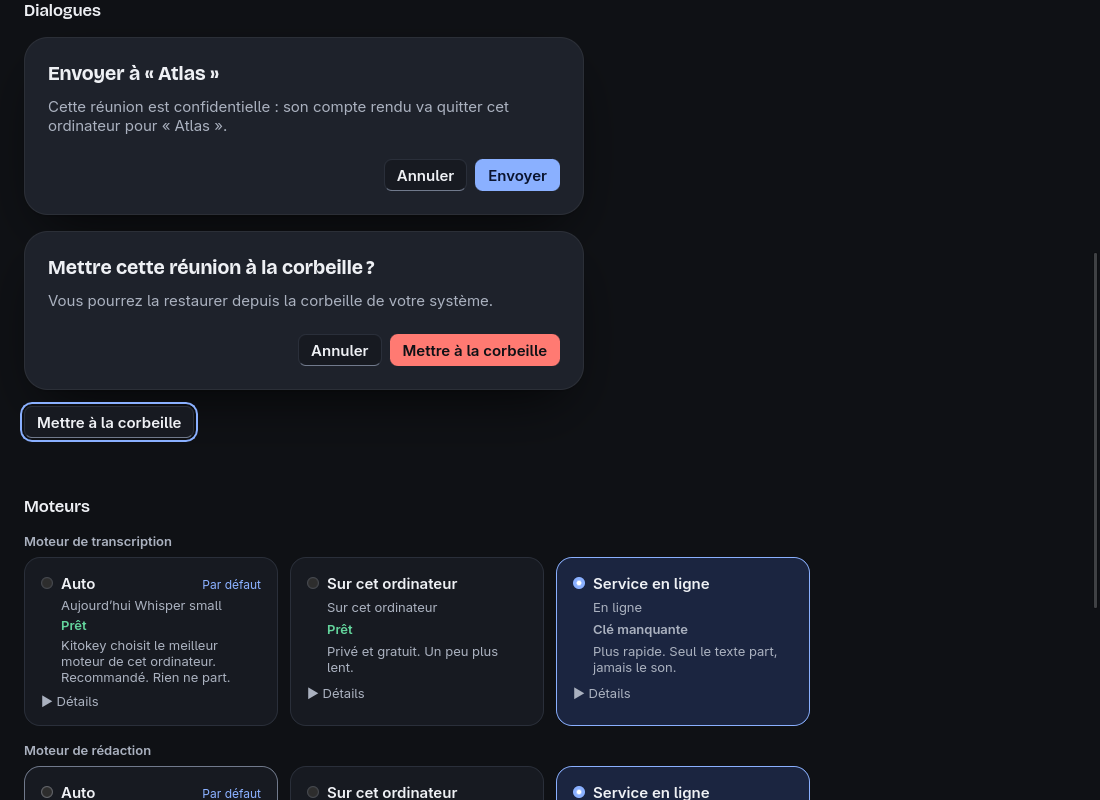 Dialogues
Envoyer à « Atlas »
Cette réunion est confidentielle : son compte rendu va quitter cet
ordinateur pour « Atlas ».
Annuler
Envoyer
Mettre cette réunion à la corbeille ?
Vous pourrez la restaurer depuis la corbeille de votre système.
Annuler
Mettre à la corbeille
Mettre à la corbeille
Moteurs
Moteur de transcription
Auto
Par défaut
Aujourd'hui Whisper small
Prêt
Kitokey choisit le meilleur
moteur de cet ordinateur.
Recommandé. Rien ne part.
▶ Détails
Sur cet ordinateur
Sur cet ordinateur
Prêt
Privé et gratuit. Un peu plus
lent.
▶ Détails
Service en ligne
En ligne
Clé manquante
Plus rapide. Seul le texte part,
jamais le son.
▶ Détails
Moteur de rédaction
Auto
Par défaut
Sur cet ordinateur
Service en ligne